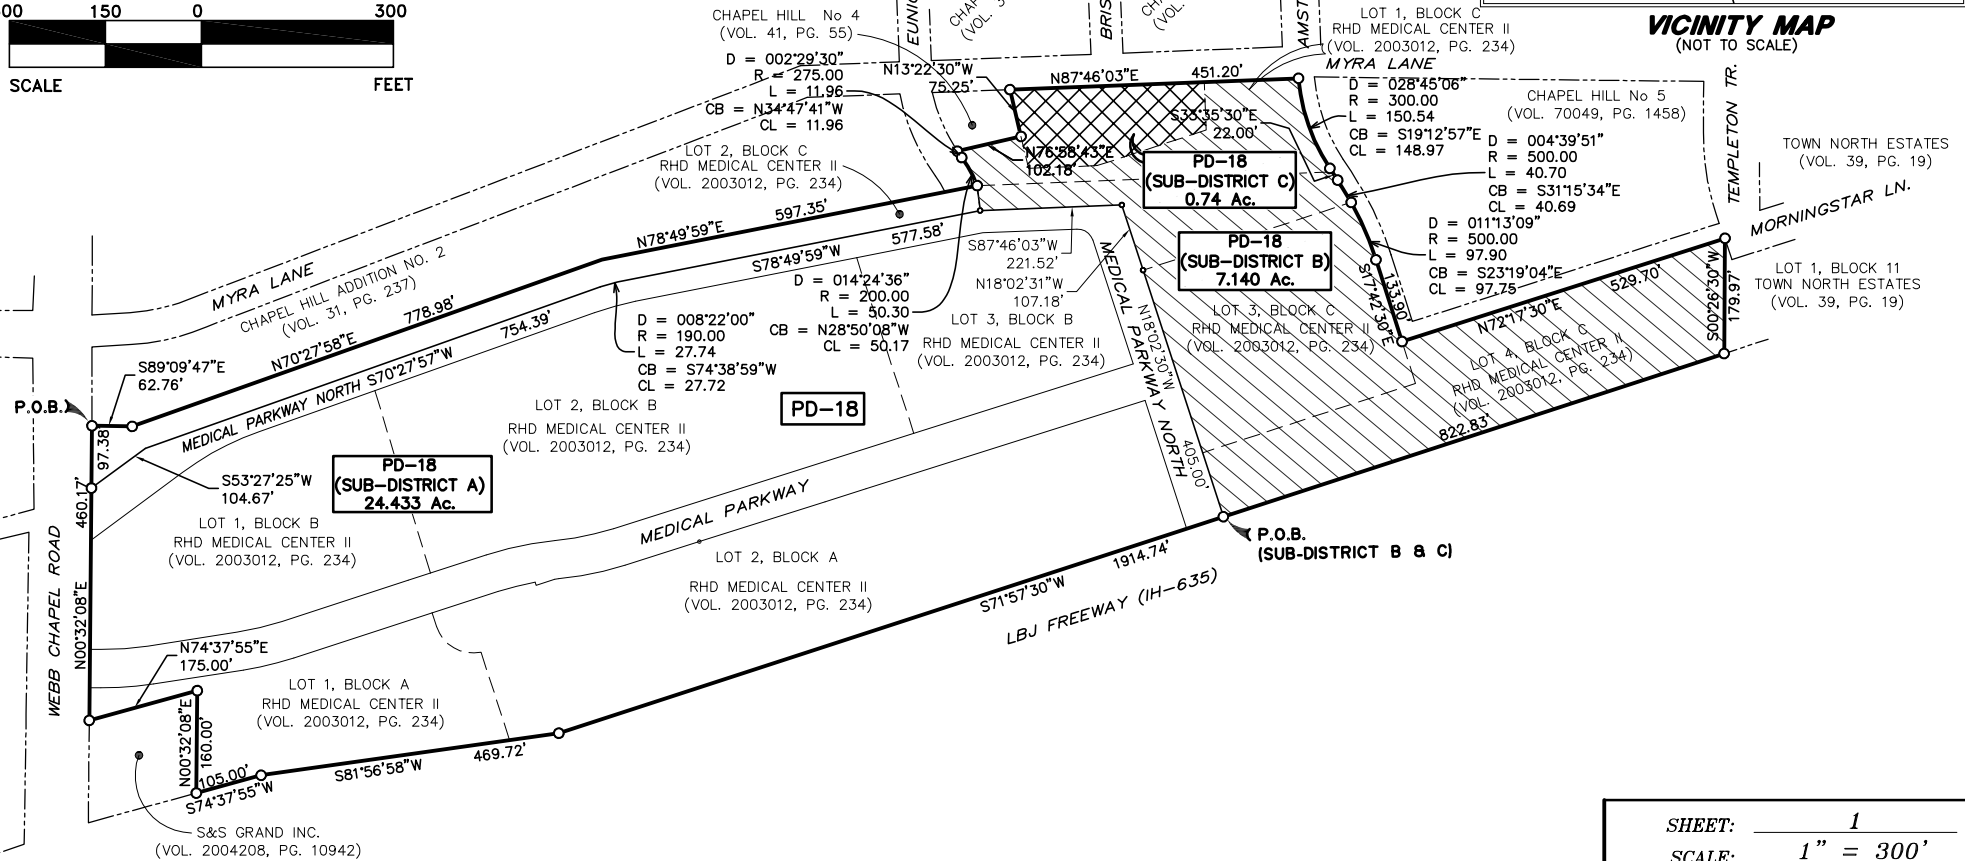 150 0 300
SCALE FEET
CHAPEL HILL No 4
(VOL. 41, PG. 55)
D = 002°29'30"
R = 275.00
L = 11.96
CB = N34°47'41"W
CL = 11.96
N13°22'30"W
75.25'
N87°46'03"E 451.20'
LOT 1, BLOCK C
RHD MEDICAL CENTER II
(VOL. 2003012, PG. 234)
MYRA LANE
VICINITY MAP
(NOT TO SCALE)
D = 028°45'06"
R = 300.00
L = 150.54
CB = S19°12'57"E
CL = 148.97
CHAPEL HILL No 5
(VOL. 70049, PG. 1458)
TEMPLETON TR.
TOWN NORTH ESTATES
(VOL. 39, PG. 19)
MORNINGSTAR LN.
LOT 1, BLOCK 11
TOWN NORTH ESTATES
(VOL. 39, PG. 19)
D = 004°39'51"
R = 500.00
L = 40.70
CB = S31°15'34"E
CL = 40.69
D = 011°13'09"
R = 500.00
L = 97.90
CB = S23°19'04"E
CL = 97.75
S33°35'30"E
22.00'
N76°58'43"E
102.18'
PD-18
(SUB-DISTRICT C)
0.74 Ac.
PD-18
(SUB-DISTRICT B)
7.140 Ac.
LOT 2, BLOCK C
RHD MEDICAL CENTER II
(VOL. 2003012, PG. 234)
N78°49'59"E 597.35'
S78°49'59"W 577.58'
S87°46'03"W
221.52'
N18°02'31"W
107.18'
D = 014°24'36"
R = 200.00
L = 50.30
CB = N28°50'08"W
CL = 50.17
LOT 3, BLOCK B
RHD MEDICAL CENTER II
(VOL. 2003012, PG. 234)
LOT 3, BLOCK C
RHD MEDICAL CENTER II
(VOL. 2003012, PG. 234)
S17°42'30"E 133.90'
N72°17'30"E 529.70'
S00°26'30"W
179.97'
LOT 4, BLOCK C
RHD MEDICAL CENTER II
(VOL. 2003012, PG. 234)
822.83'
MEDICAL PARKWAY NORTH
N18°02'30"W 405.00'
MYRA LANE
CHAPEL HILL ADDITION NO. 2
(VOL. 31, PG. 237)
N70°27'58"E 778.98'
754.39'
MEDICAL PARKWAY NORTH S70°27'57"W
D = 008°22'00"
R = 190.00
L = 27.74
CB = S74°38'59"W
CL = 27.72
S89°09'47"E
62.76'
P.O.B.
97.38'
S53°27'25"W
104.67'
460.17'
N00°32'08"E
WEBB CHAPEL ROAD
PD-18
(SUB-DISTRICT A)
24.433 Ac.
LOT 2, BLOCK B
RHD MEDICAL CENTER II
(VOL. 2003012, PG. 234)
PD-18
LOT 1, BLOCK B
RHD MEDICAL CENTER II
(VOL. 2003012, PG. 234)
MEDICAL PARKWAY
LOT 2, BLOCK A
RHD MEDICAL CENTER II
(VOL. 2003012, PG. 234)
P.O.B.
(SUB-DISTRICT B & C)
S71°57'30"W 1914.74'
LBJ FREEWAY (IH-635)
N74°37'55"E
175.00'
N00°32'08"E
160.00'
LOT 1, BLOCK A
RHD MEDICAL CENTER II
(VOL. 2003012, PG. 234)
105.00'
S74°37'55"W
S81°56'58"W 469.72'
S&S GRAND INC.
(VOL. 2004208, PG. 10942)
SHEET: 1
SCALE: 1" = 300'